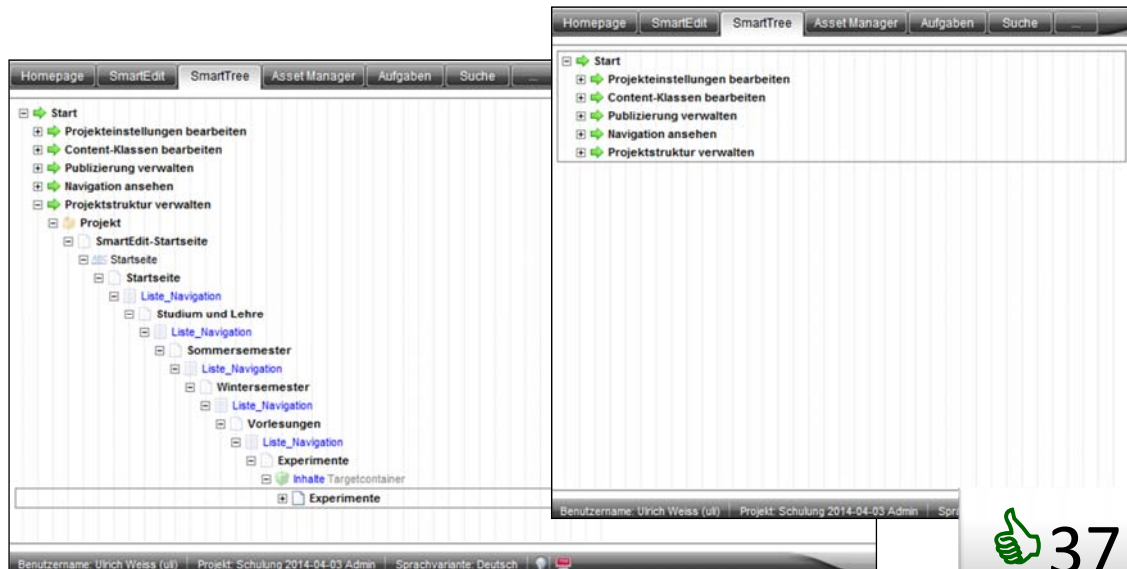 Homepage SmartEdit SmartTree Asset Manager Aufgaben Suche ...
Start
Projekteinstellungen bearbeiten
Content-Klassen bearbeiten
Publizierung verwalten
Navigation ansehen
Projektstruktur verwalten
Projekt
SmartEdit-Startseite
ABC Startseite
Startseite
Liste_Navigation
Studium und Lehre
Liste_Navigation
Sommersemester
Liste_Navigation
Wintersemester
Liste_Navigation
Vorlesungen
Liste_Navigation
Experimente
Inhalte Targetcontainer
Experimente
Benutzername: Ulrich Weiss (uli) Projekt: Schulung 2014-04-03 Admin Sprachvariante: Deutsch
Homepage SmartEdit SmartTree Asset Manager Aufgaben Suche ...
Start
Projekteinstellungen bearbeiten
Content-Klassen bearbeiten
Publizierung verwalten
Navigation ansehen
Projektstruktur verwalten
Benutzername: Ulrich Weiss (uli) Projekt: Schulung 2014-04-03 Admin
37